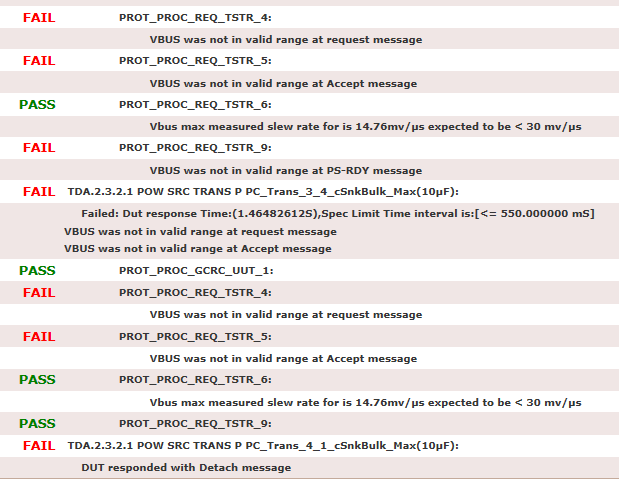 FAIL PROT_PROC_REQ_TSTR_4:
VBUS was not in valid range at request message
FAIL PROT_PROC_REQ_TSTR_5:
VBUS was not in valid range at Accept message
PASS PROT_PROC_REQ_TSTR_6:
Vbus max measured slew rate for is 14.76mv/µs expected to be < 30 mv/µs
FAIL PROT_PROC_REQ_TSTR_9:
VBUS was not in valid range at PS-RDY message
FAIL TDA.2.3.2.1 POW SRC TRANS P PC_Trans_3_4_cSnkBulk_Max(10µF):
Failed: Dut response Time:(1.46482612S),Spec Limit Time interval is:[<= 550.000000 mS]
VBUS was not in valid range at request message
VBUS was not in valid range at Accept message
PASS PROT_PROC_GCRC_UUT_1:
FAIL PROT_PROC_REQ_TSTR_4:
VBUS was not in valid range at request message
FAIL PROT_PROC_REQ_TSTR_5:
VBUS was not in valid range at Accept message
PASS PROT_PROC_REQ_TSTR_6:
Vbus max measured slew rate for is 14.76mv/µs expected to be < 30 mv/µs
PASS PROT_PROC_REQ_TSTR_9:
FAIL TDA.2.3.2.1 POW SRC TRANS P PC_Trans_4_1_cSnkBulk_Max(10µF):
DUT responded with Detach message